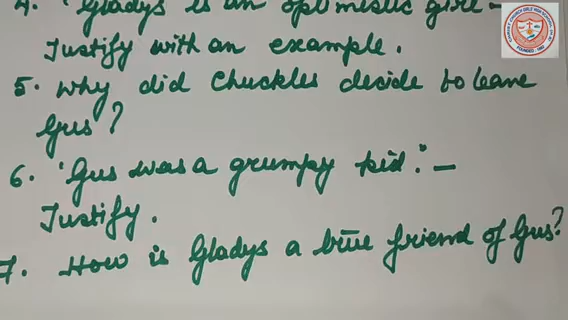 4. 'Gladys is an optimistic girl -
Justify with an example.
5. Why did Chuckles decide to leave
Gus?
6. 'Gus was a grumpy kid.' -
Justify.
7. How is Gladys a true friend of Gus?